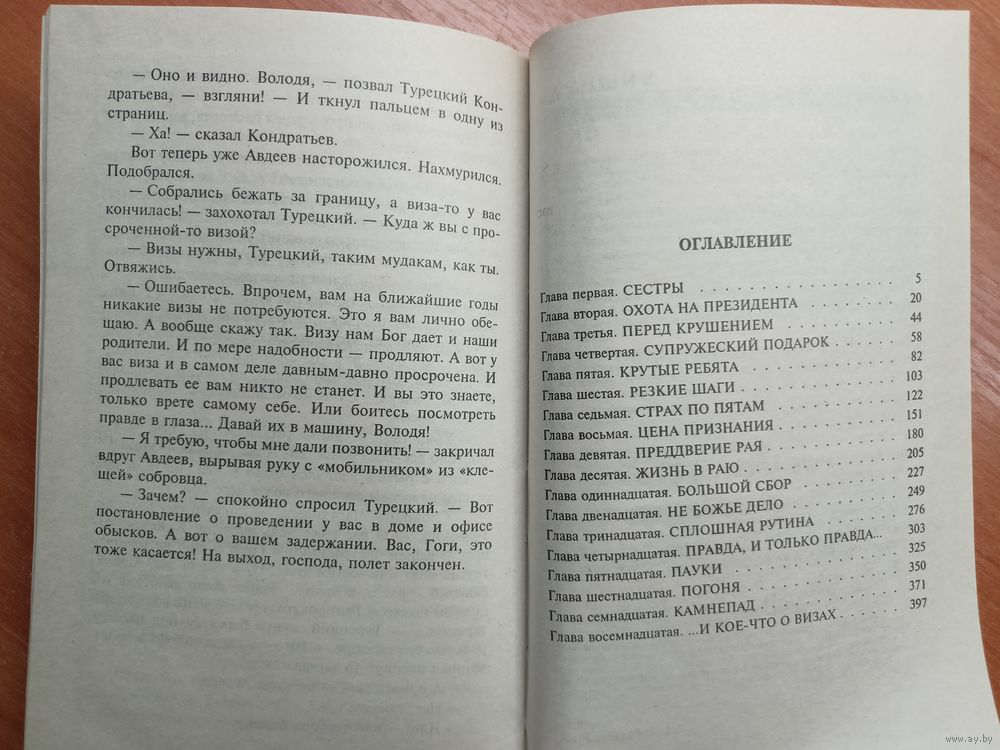 — Оно и видно. Володя, — позвал Турецкий Кон-
дратьева, — взгляни! — И ткнул пальцем в одну из
страниц.
— Ха! — сказал Кондратьев.
Вот теперь уже Авдеев насторожился. Нахмурился.
Подобрался.
— Собрались бежать за границу, а виза-то у вас
кончилась! — захохотал Турецкий. — Куда ж вы с про-
сроченной-то визой?
— Визы нужны, Турецкий, таким мудакам, как ты.
Отвяжись.
— Ошибаетесь. Впрочем, вам на ближайшие годы
никакие визы не потребуются. Это я вам лично обе-
щаю. А вообще скажу так. Визу нам Бог дает и наши
родители. И по мере надобности — продляют. А вот у
вас виза и в самом деле давным-давно просрочена. И
продлевать ее вам никто не станет. И вы это знаете,
только врете самому себе. Или боитесь посмотреть
правде в глаза... Давай их в машину, Володя!
— Я требую, чтобы мне дали позвонить! — закричал
вдруг Авдеев, вырывая руку с «мобильником» из «кле-
щей» собровца.
— Зачем? — спокойно спросил Турецкий. — Вот
постановление о проведении у вас в доме и офисе
обысков. А вот о вашем задержании. Вас, Гоги, это
тоже касается! На выход, господа, полет закончен.
ОГЛАВЛЕНИЕ
Глава первая. СЕСТРЫ . . . . . . . . . . . . . . . . 5
Глава вторая. ОХОТА НА ПРЕЗИДЕНТА . . . . . . . 20
Глава третья. ПЕРЕД КРУШЕНИЕМ . . . . . . . . . 44
Глава четвертая. СУПРУЖЕСКИЙ ПОДАРОК . . . . . . 58
Глава пятая. КРУТЫЕ РЕБЯТА . . . . . . . . . . . . 82
Глава шестая. РЕЗКИЕ ШАГИ . . . . . . . . . . . . 103
Глава седьмая. СТРАХ ПО ПЯТАМ . . . . . . . . . . 122
Глава восьмая. ЦЕНА ПРИЗНАНИЯ . . . . . . . . . . 151
Глава девятая. ПРЕДДВЕРИЕ РАЯ . . . . . . . . . . 180
Глава десятая. ЖИЗНЬ В РАЮ . . . . . . . . . . . . 205
Глава одиннадцатая. БОЛЬШОЙ СБОР . . . . . . . . 227
Глава двенадцатая. НЕ БОЖЬЕ ДЕЛО . . . . . . . . 249
Глава тринадцатая. СПЛОШНАЯ РУТИНА . . . . . . . 276
Глава четырнадцатая. ПРАВДА, И ТОЛЬКО ПРАВДА... 303
Глава пятнадцатая. ПАУКИ . . . . . . . . . . . . . 325
Глава шестнадцатая. ПОГОНЯ . . . . . . . . . . . . 350
Глава семнадцатая. КАМНЕПАД . . . . . . . . . . . 371
Глава восемнадцатая. ...И КОЕ-ЧТО О ВИЗАХ . . . . . 397
www.ay.by